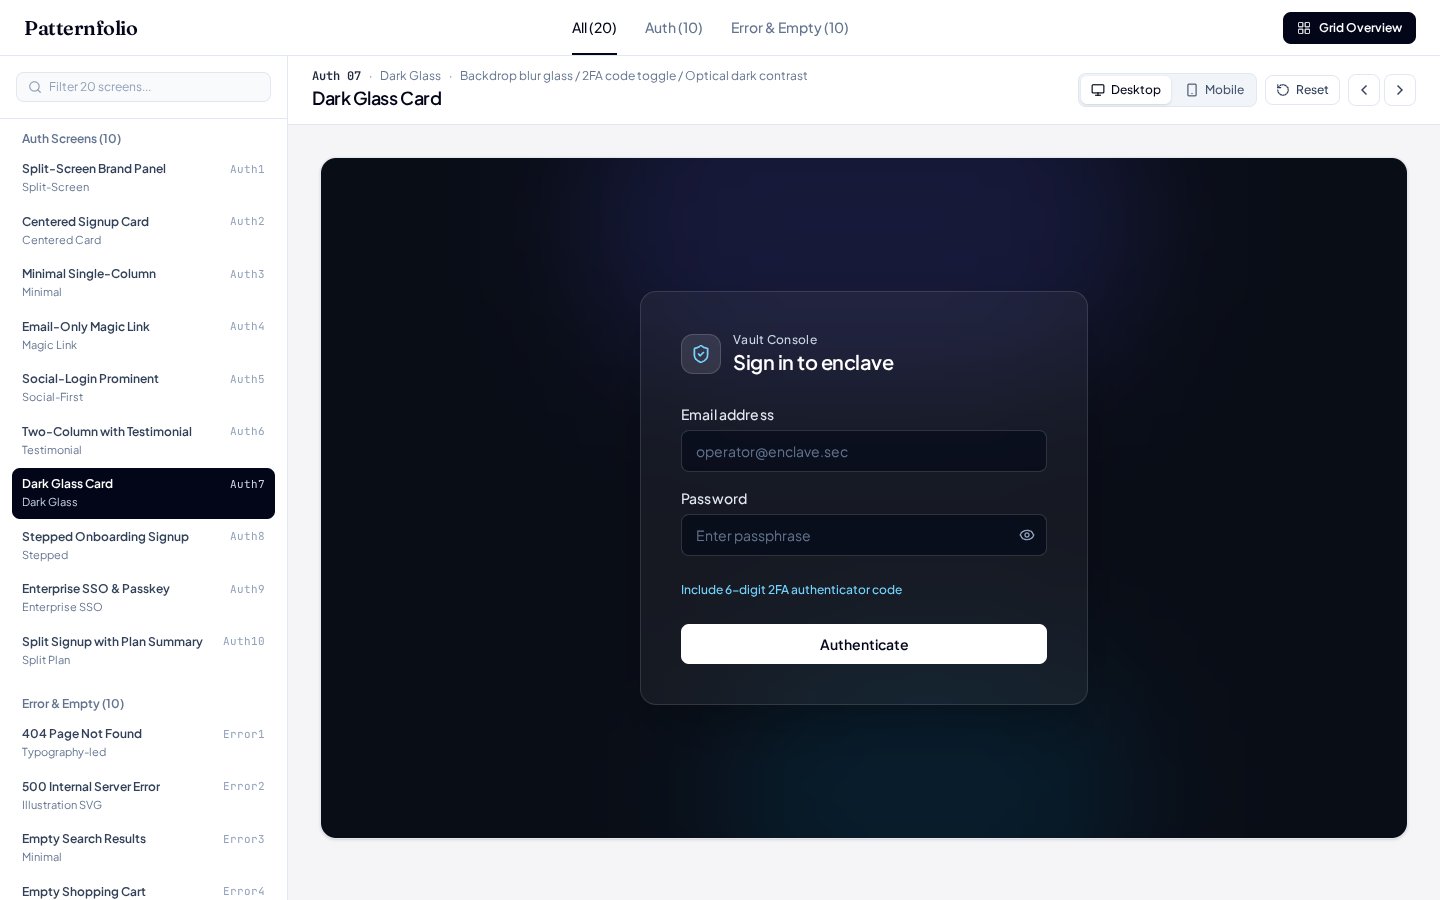 Patternfolio
All (20)
Auth (10)
Error & Empty (10)
Grid Overview
Filter 20 screens...
Auth Screens (10)
Split-Screen Brand Panel Auth1
Split-Screen
Centered Signup Card Auth2
Centered Card
Minimal Single-Column Auth3
Minimal
Email-Only Magic Link Auth4
Magic Link
Social-Login Prominent Auth5
Social-First
Two-Column with Testimonial Auth6
Testimonial
Dark Glass Card Auth7
Dark Glass
Stepped Onboarding Signup Auth8
Stepped
Enterprise SSO & Passkey Auth9
Enterprise SSO
Split Signup with Plan Summary Auth10
Split Plan
Error & Empty (10)
404 Page Not Found Error1
Typography-led
500 Internal Server Error Error2
Illustration SVG
Empty Search Results Error3
Minimal
Empty Shopping Cart Error4
Auth 07 · Dark Glass · Backdrop blur glass / 2FA code toggle / Optical dark contrast
Dark Glass Card
Desktop
Mobile
Reset
Vault Console
Sign in to enclave
Email address
operator@enclave.sec
Password
Enter passphrase
Include 6-digit 2FA authenticator code
Authenticate